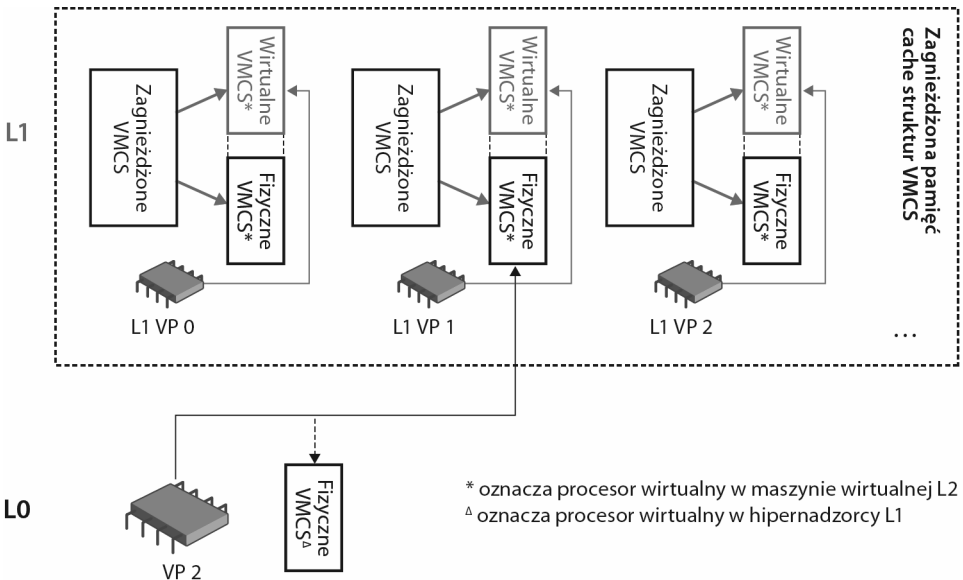 L1
Zagnieżdżone
VMCS
Wirtualne
VMCS*
Fizyczne
VMCS*
L1 VP 0
Zagnieżdżone
VMCS
Wirtualne
VMCS*
Fizyczne
VMCS*
L1 VP 1
Zagnieżdżone
VMCS
Wirtualne
VMCS*
Fizyczne
VMCS*
L1 VP 2
Zagnieżdżona pamięć
cache struktur VMCS
...
L0
VP 2
Fizyczne
VMCS^Δ
* oznacza procesor wirtualny w maszynie wirtualnej L2
Δ oznacza procesor wirtualny w hipernadzorcy L1